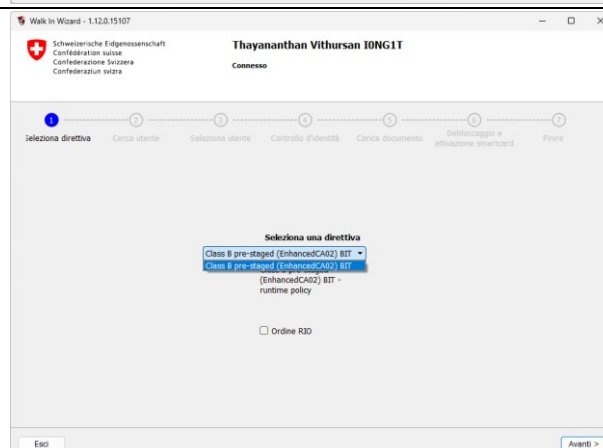 Walk In Wizard - 1.12.0.15107
Schweizerische Eidgenossenschaft
Confédération suisse
Confederazione Svizzera
Confederaziun svizra
Thayananthan Vithursan I0NG1T
Connesso
1 2 3 4 5 6 7
Seleziona direttiva Cerca utente Seleziona utente Controllo d'identità Carica documento Debloccaggio e attivazione smartcard Fiore
Seleziona una direttiva
Class B pre-staged (EnhancedCA02) BIT
Class B pre-staged (EnhancedCA02) BIT
(EnhancedCA02) BIT -
runtime policy
Ordine RIO
Esci Avanti >